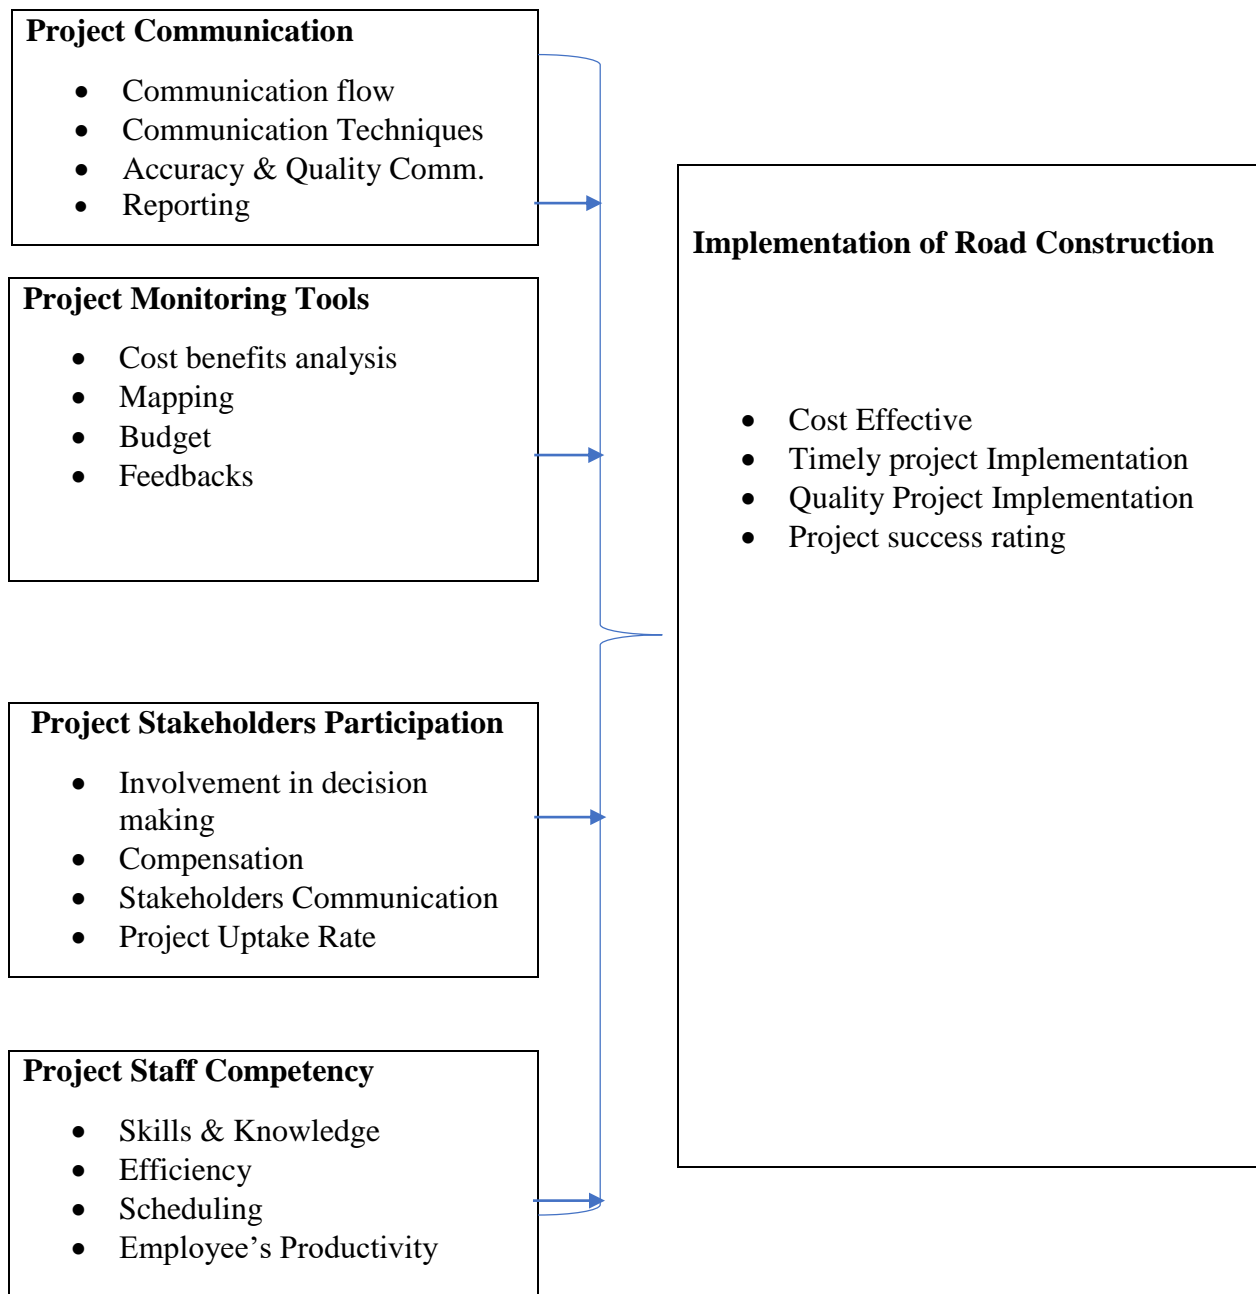 Project Communication
• Communication flow
• Communication Techniques
• Accuracy & Quality Comm.
• Reporting
Project Monitoring Tools
• Cost benefits analysis
• Mapping
• Budget
• Feedbacks
Project Stakeholders Participation
• Involvement in decision
making
• Compensation
• Stakeholders Communication
• Project Uptake Rate
Project Staff Competency
• Skills & Knowledge
• Efficiency
• Scheduling
• Employee’s Productivity
Implementation of Road Construction
• Cost Effective
• Timely project Implementation
• Quality Project Implementation
• Project success rating